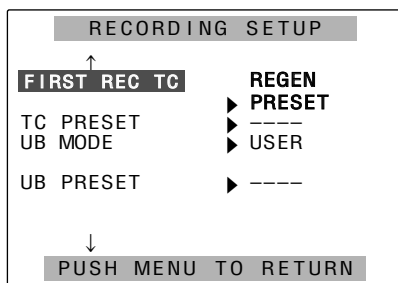 RECORDING SETUP
↑
FIRST REC TC REGEN
▶ PRESET
TC PRESET ▶ ----
UB MODE ▶ USER
UB PRESET ▶ ----
↓
PUSH MENU TO RETURN